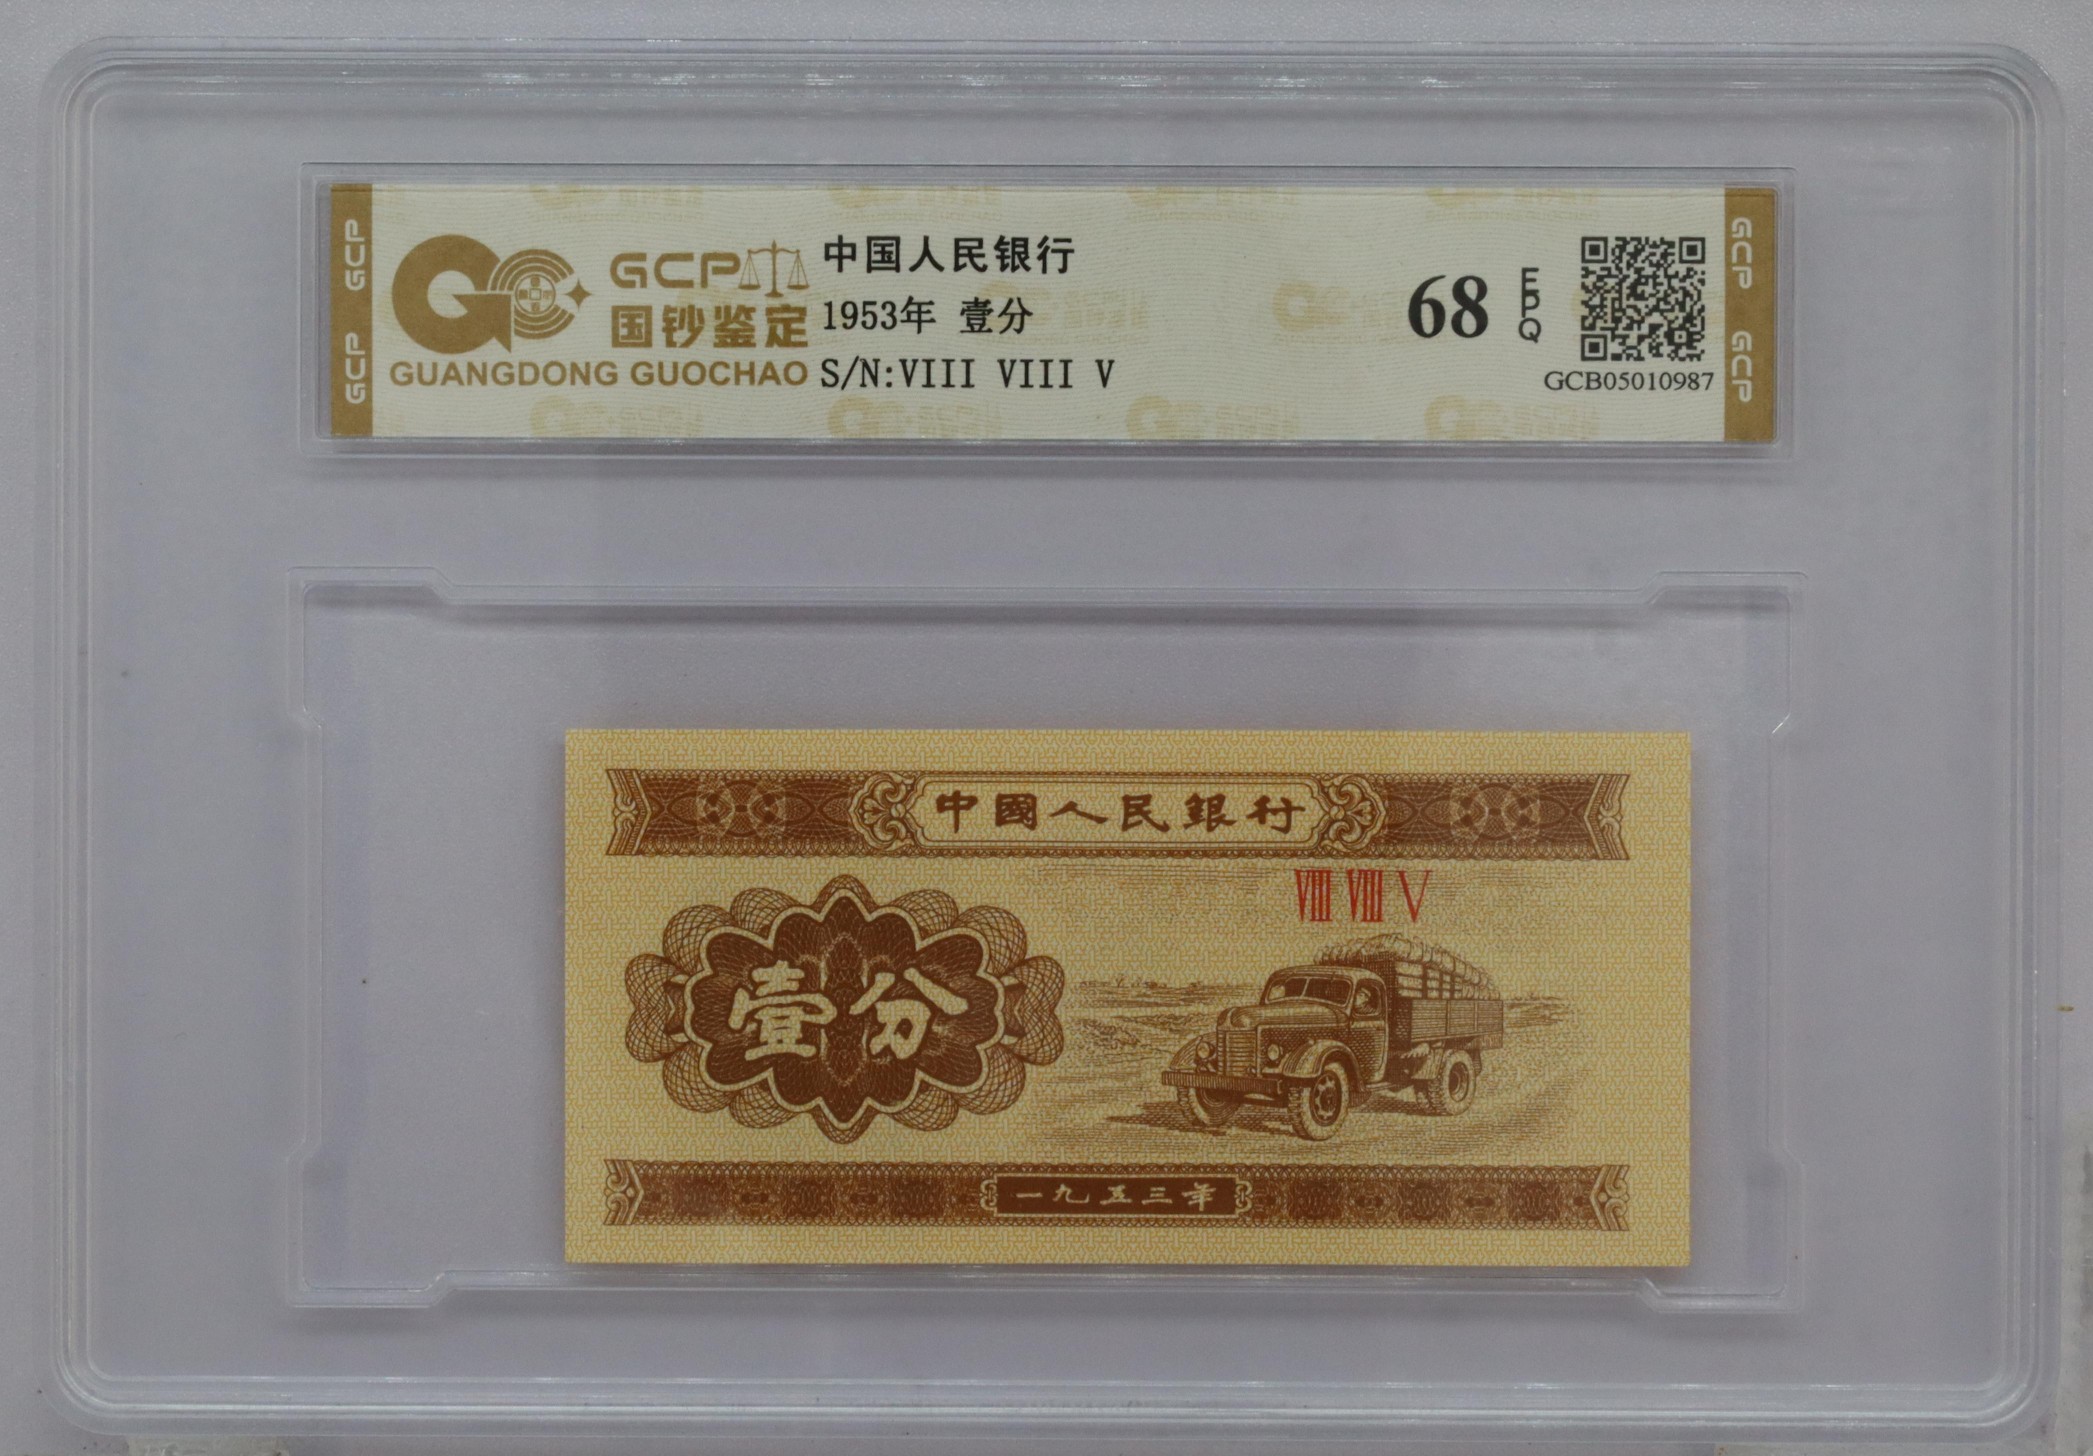 GCP GCP
GCP
国钞鉴定
GUANGDONG GUOCHAO
中国人民银行
1953年 壹分
S/N:VIII VIII V
68
EPQ
GCB05010987
GCP GCP
中國人民銀行
VIII VIII V
壹分
一九五三年